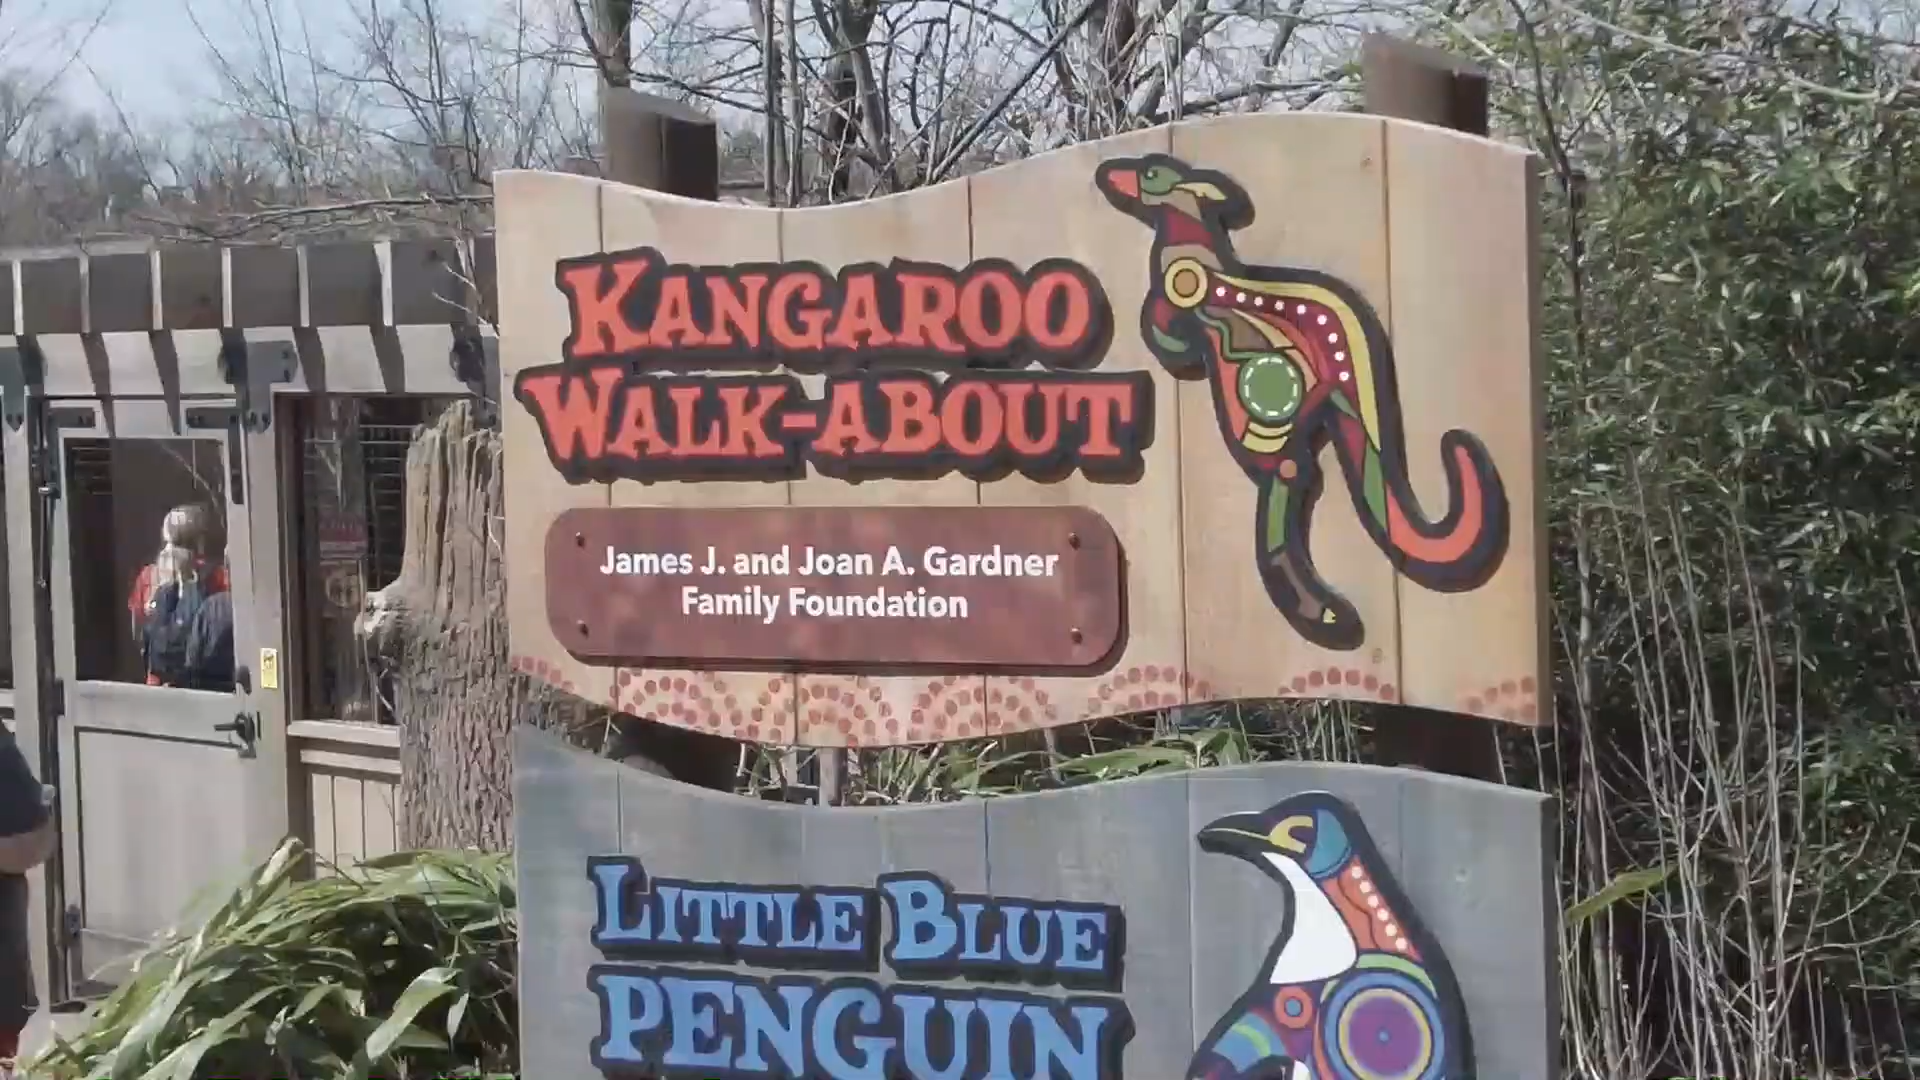 KANGAROO
WALK-ABOUT
James J. and Joan A. Gardner
Family Foundation
LITTLE BLUE
PENGUIN